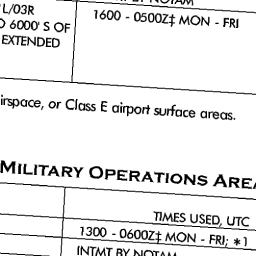 1L/03R
6000' S OF
EXTENDED
1600 - 0500Z‡ MON - FRI
irspace, or Class E airport surface areas.
MILITARY OPERATIONS AREA
TIMES USED, UTC
1300 - 0600Z‡ MON - FRI; *1
INTMT BY NOTAM